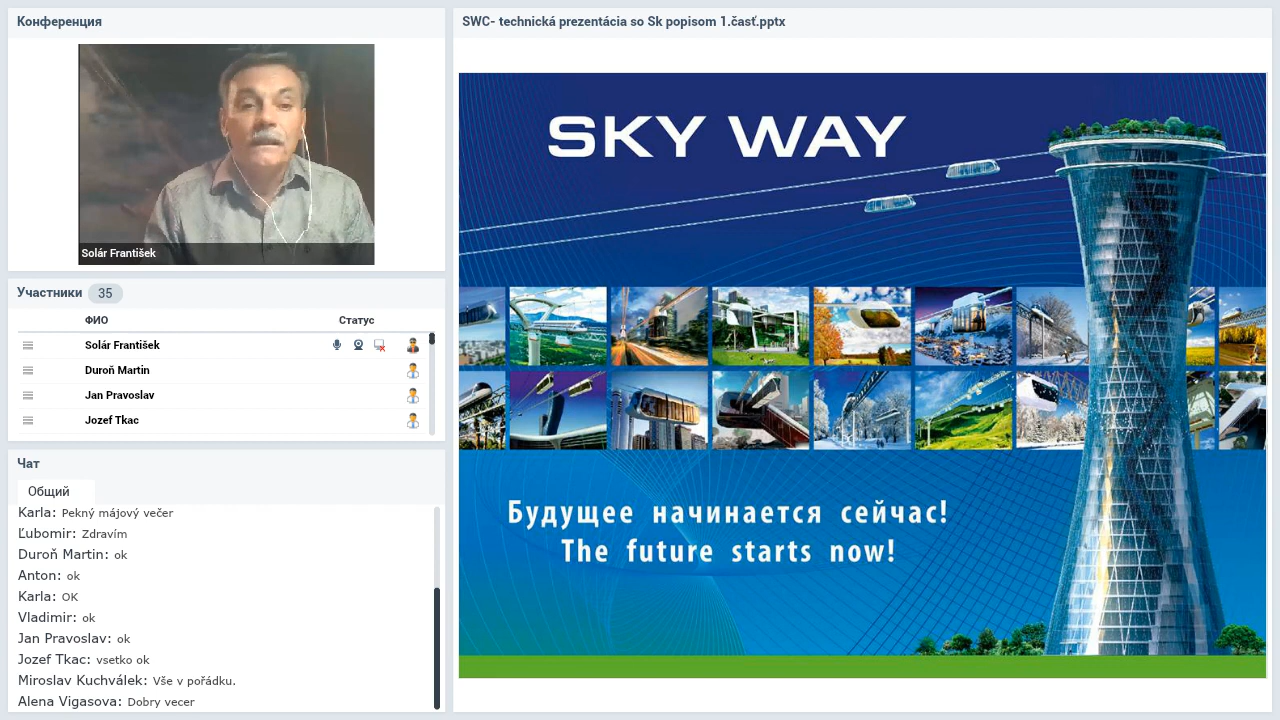 Конференция
Solár František
Участники 35
ФИО Статус
Solár František
Duroň Martin
Jan Pravoslav
Jozef Tkac
Чат
Общий
Karla: Pekný májový večer
Ľubomir: Zdravím
Duroň Martin: ok
Anton: ok
Karla: OK
Vladimir: ok
Jan Pravoslav: ok
Jozef Tkac: vsetko ok
Miroslav Kuchválek: Vše v pořádku.
Alena Vigasova: Dobry vecer
SWC- technická prezentácia so Sk popisom 1.časť.pptx
SKY WAY
Будущее начинается сейчас!
The future starts now!